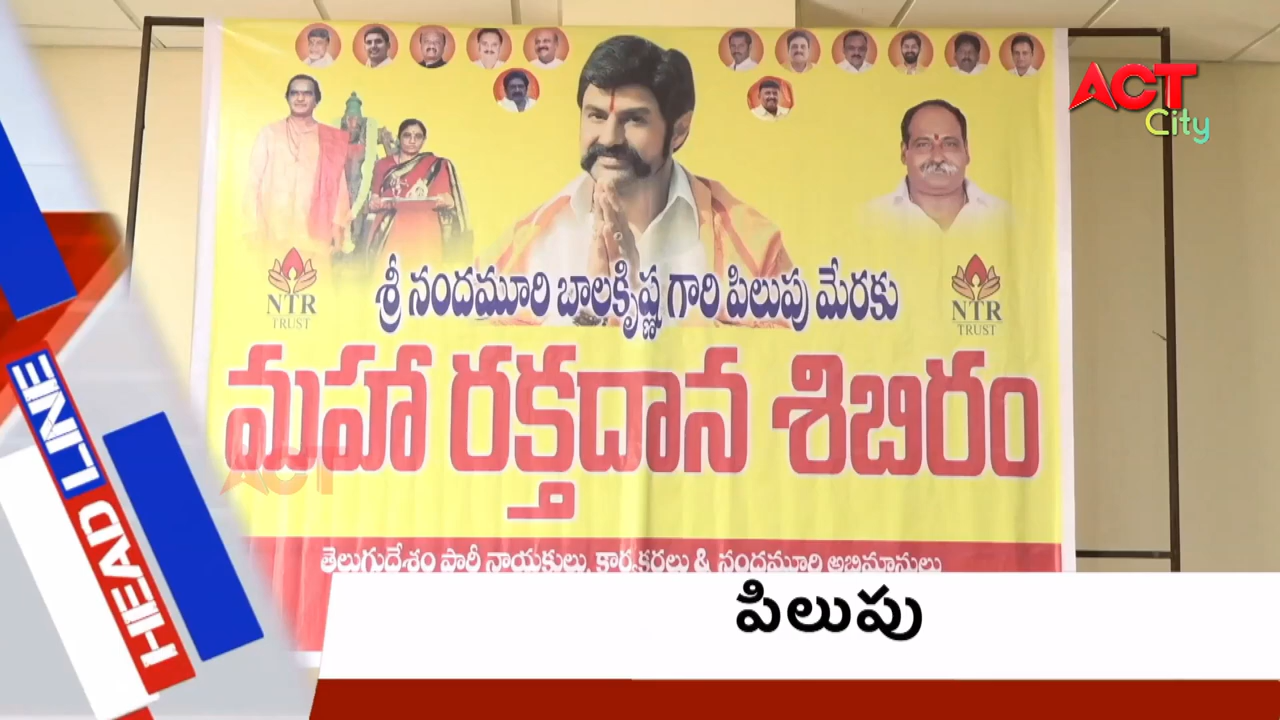 ACT
City
NTR
TRUST
NTR
TRUST
శ్రీ నందమూరి బాలకృష్ణ గారి పిలుపు మేరకు
మహా రక్తదాన శిబిరం
ACT
తెలుగుదేశం పార్టీ నాయకులు, కార్యకర్తలు & నందమూరి అభిమానులు
HEAD LINE
పిలుపు